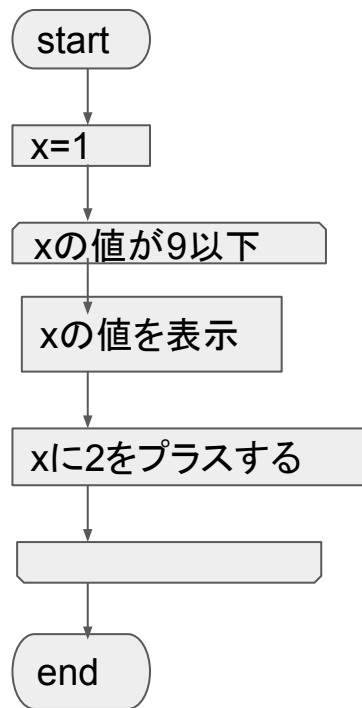 start
x=1
xの値が9以下
xの値を表示
xに2をプラスする
end